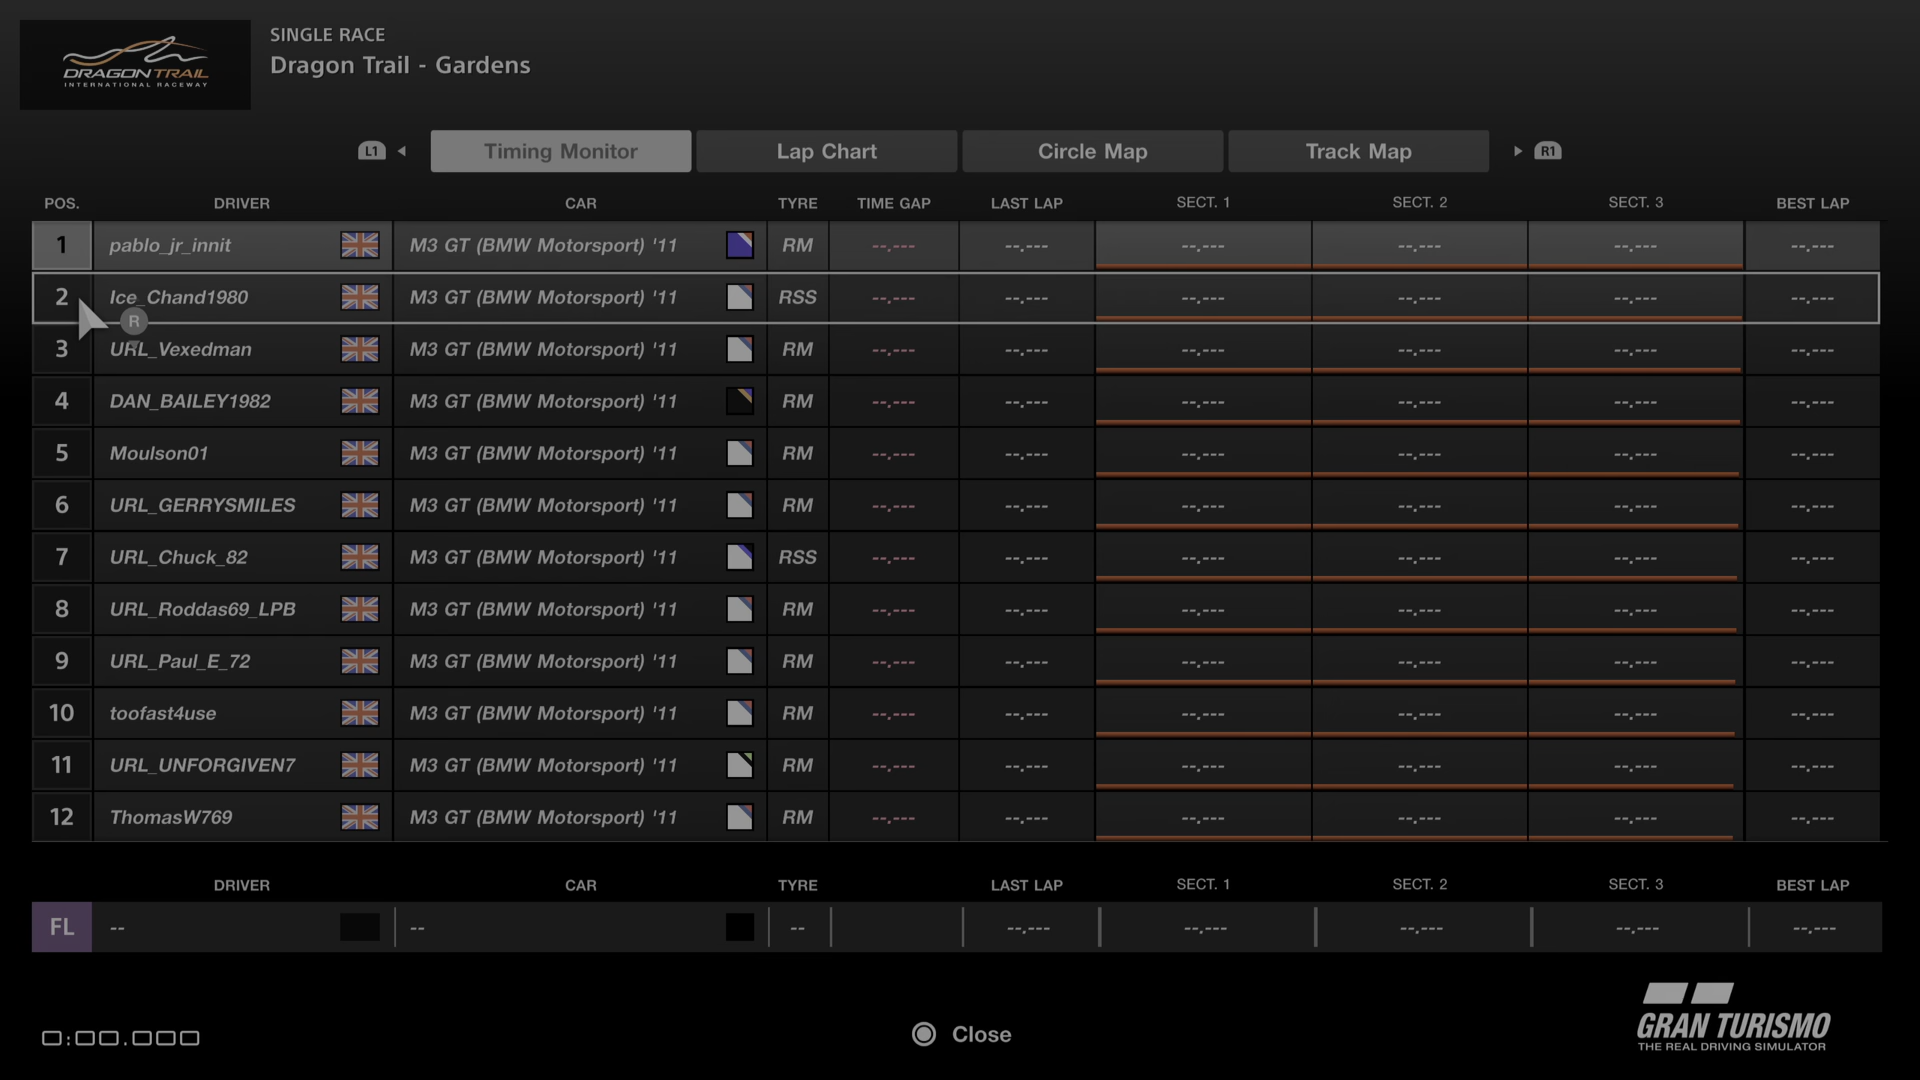 DRAGON TRAIL
INTERNATIONAL RACEWAY
SINGLE RACE
Dragon Trail - Gardens
L1 Timing Monitor Lap Chart Circle Map Track Map R1
POS. DRIVER CAR TYRE TIME GAP LAST LAP SECT. 1 SECT. 2 SECT. 3 BEST LAP
1 pablo_jr_innit M3 GT (BMW Motorsport) '11 RM --.--- --.--- --.--- --.--- --.--- --.---
2 Ice_Chand1980 M3 GT (BMW Motorsport) '11 RSS --.--- --.--- --.--- --.--- --.--- --.---
R
3 URL_Vexedman M3 GT (BMW Motorsport) '11 RM --.--- --.--- --.--- --.--- --.--- --.---
4 DAN_BAILEY1982 M3 GT (BMW Motorsport) '11 RM --.--- --.--- --.--- --.--- --.--- --.---
5 Moulson01 M3 GT (BMW Motorsport) '11 RM --.--- --.--- --.--- --.--- --.--- --.---
6 URL_GERRYSMILES M3 GT (BMW Motorsport) '11 RM --.--- --.--- --.--- --.--- --.--- --.---
7 URL_Chuck_82 M3 GT (BMW Motorsport) '11 RSS --.--- --.--- --.--- --.--- --.--- --.---
8 URL_Roddas69_LPB M3 GT (BMW Motorsport) '11 RM --.--- --.--- --.--- --.--- --.--- --.---
9 URL_Paul_E_72 M3 GT (BMW Motorsport) '11 RM --.--- --.--- --.--- --.--- --.--- --.---
10 toofast4use M3 GT (BMW Motorsport) '11 RM --.--- --.--- --.--- --.--- --.--- --.---
11 URL_UNFORGIVEN7 M3 GT (BMW Motorsport) '11 RM --.--- --.--- --.--- --.--- --.--- --.---
12 ThomasW769 M3 GT (BMW Motorsport) '11 RM --.--- --.--- --.--- --.--- --.--- --.---
DRIVER CAR TYRE LAST LAP SECT. 1 SECT. 2 SECT. 3 BEST LAP
FL -- -- -- --.--- --.--- --.--- --.--- --.---
0:00.000
Close
GRAN TURISMO
THE REAL DRIVING SIMULATOR